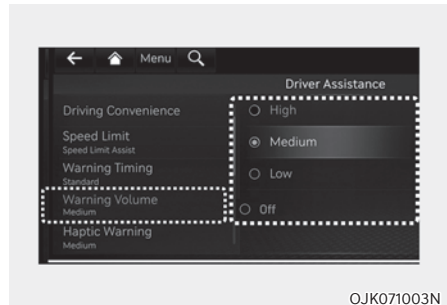 Menu
Driver Assistance
Driving Convenience
Speed Limit
Speed Limit Assist
Warning Timing
Standard
Warning Volume
Medium
Haptic Warning
Medium
High
Medium
Low
Off
OJK071003N